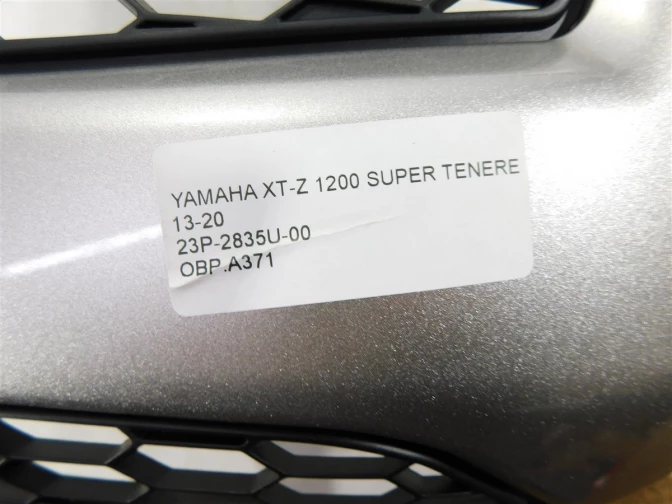 YAMAHA XT-Z 1200 SUPER TENERE
13-20
23P-2835U-00
OBP.A371